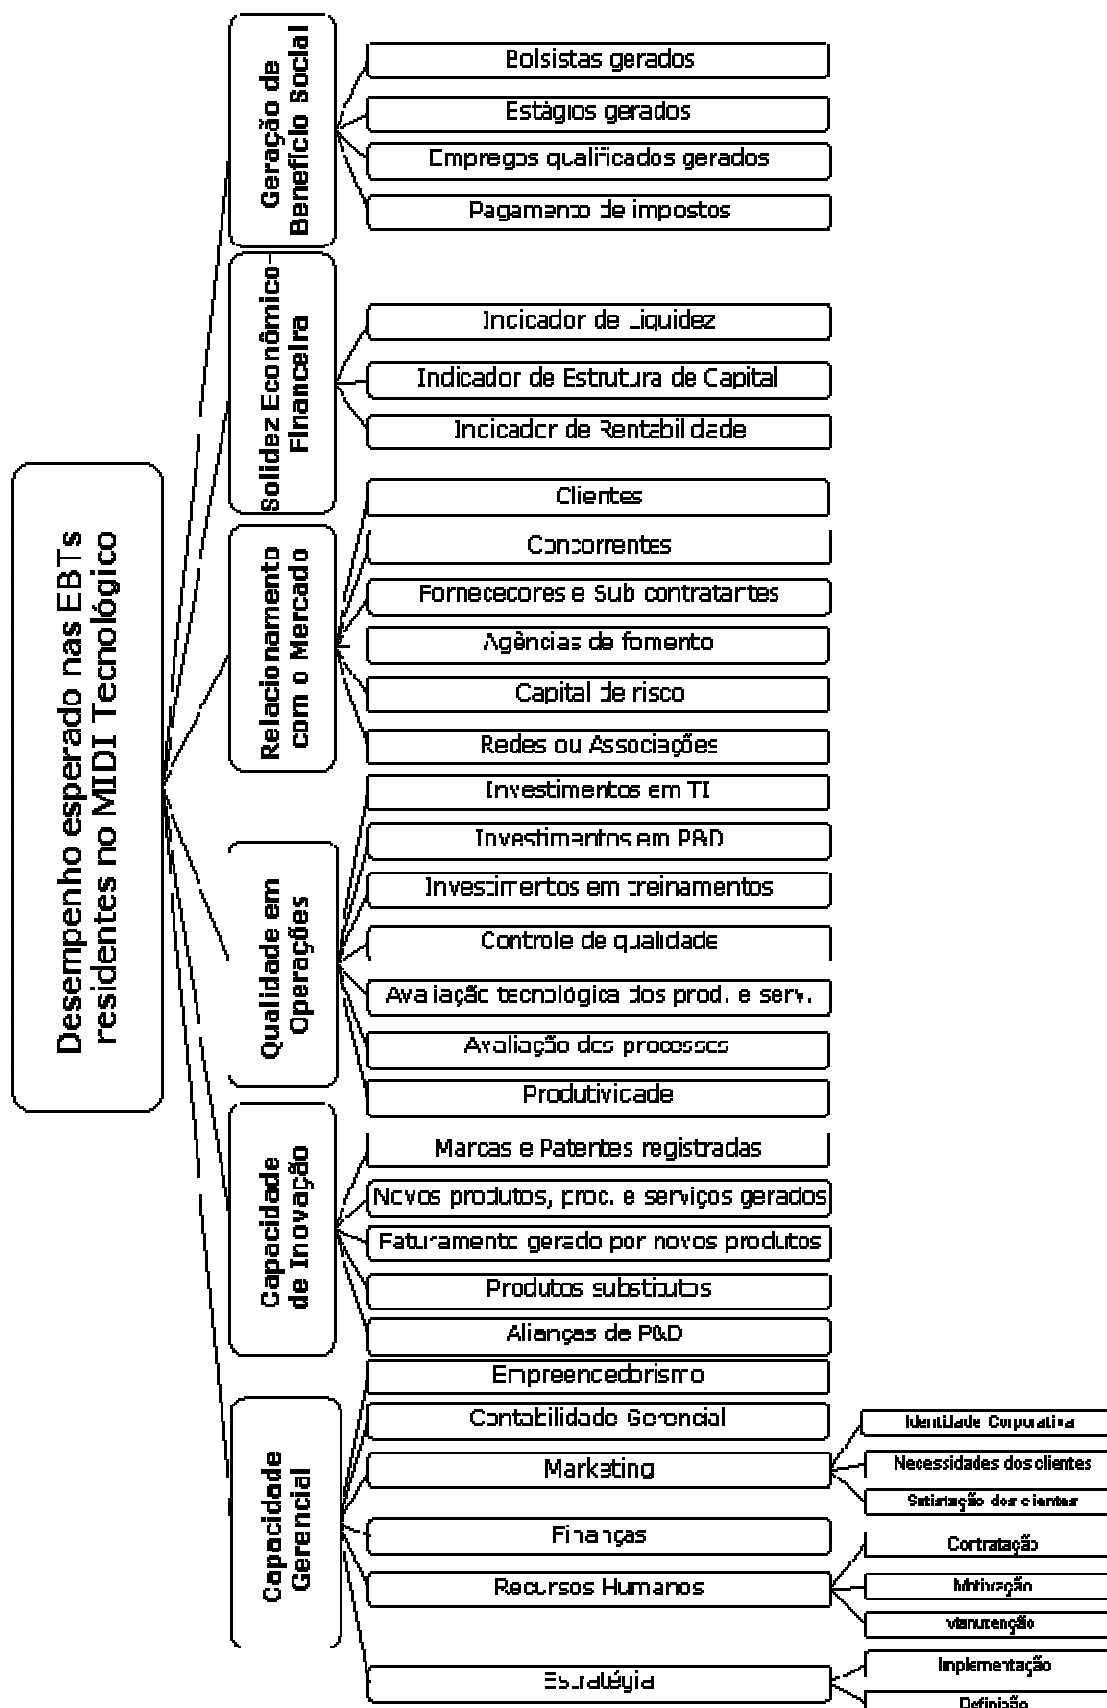 Desempenho esperado nas EBTs
residentes no MIDI Tecnológico
Geração de
Benefício Social
Bolsistas gerados
Estágios gerados
Empregos qualificados gerados
Pagamento de impostos
Solidez Econômico
Financeira
Indicador de Liquidez
Indicador de Estrutura de Capital
Indicador de Rentabilidade
Relacionamento
com o Mercado
Clientes
Concorrentes
Fornecedores e Sub contratantes
Agências de fomento
Capital de risco
Redes ou Associações
Qualidade em
Operações
Investimentos em TI
Investimentos em P&D
Investimentos em treinamentos
Controle de qualidade
Avaliação tecnológica dos prod. e serv.
Avaliação dos processos
Produtividade
Capacidade
de Inovação
Marcas e Patentes registradas
Novos produtos, proc. e serviços gerados
Faturamento gerado por novos produtos
Produtos substitutos
Alianças de P&D
Capacidade
Gerencial
Empreendedorismo
Contabilidade Gerencial
Marketing
Identidade Corporativa
Necessidades dos clientes
Satisfação dos clientes
Finanças
Recursos Humanos
Contratação
Motivação
Manutenção
Estratégia
Implementação
Definição